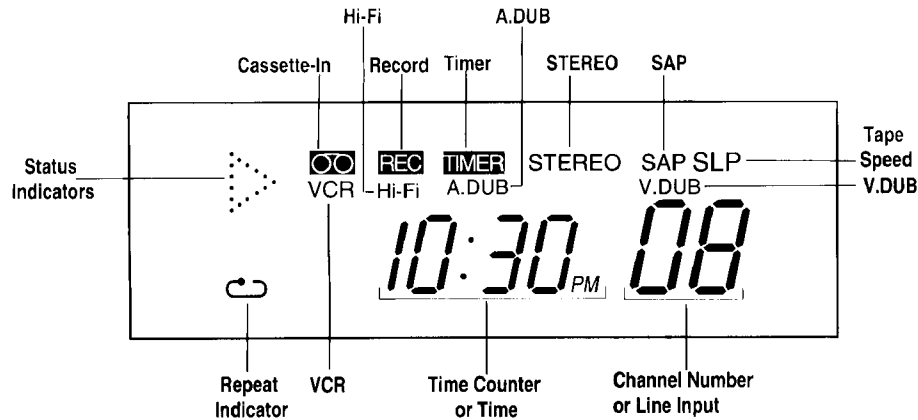 Hi-Fi A.DUB
Cassette-In Record Timer STEREO SAP
Status
Indicators
REC TIMER STEREO SAP SLP
VCR Hi-Fi A.DUB V.DUB
Tape
Speed
V.DUB
10:30 PM 08
Repeat
Indicator
VCR
Time Counter
or Time
Channel Number
or Line Input